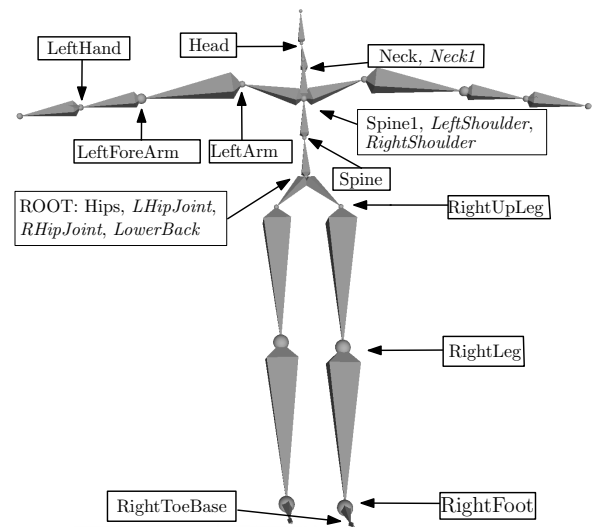 LeftHand
Head
Neck, Neck1
LeftForeArm
LeftArm
Spine1, LeftShoulder,
RightShoulder
Spine
ROOT: Hips, LHipJoint,
RHipJoint, LowerBack
RightUpLeg
RightLeg
RightToeBase
RightFoot